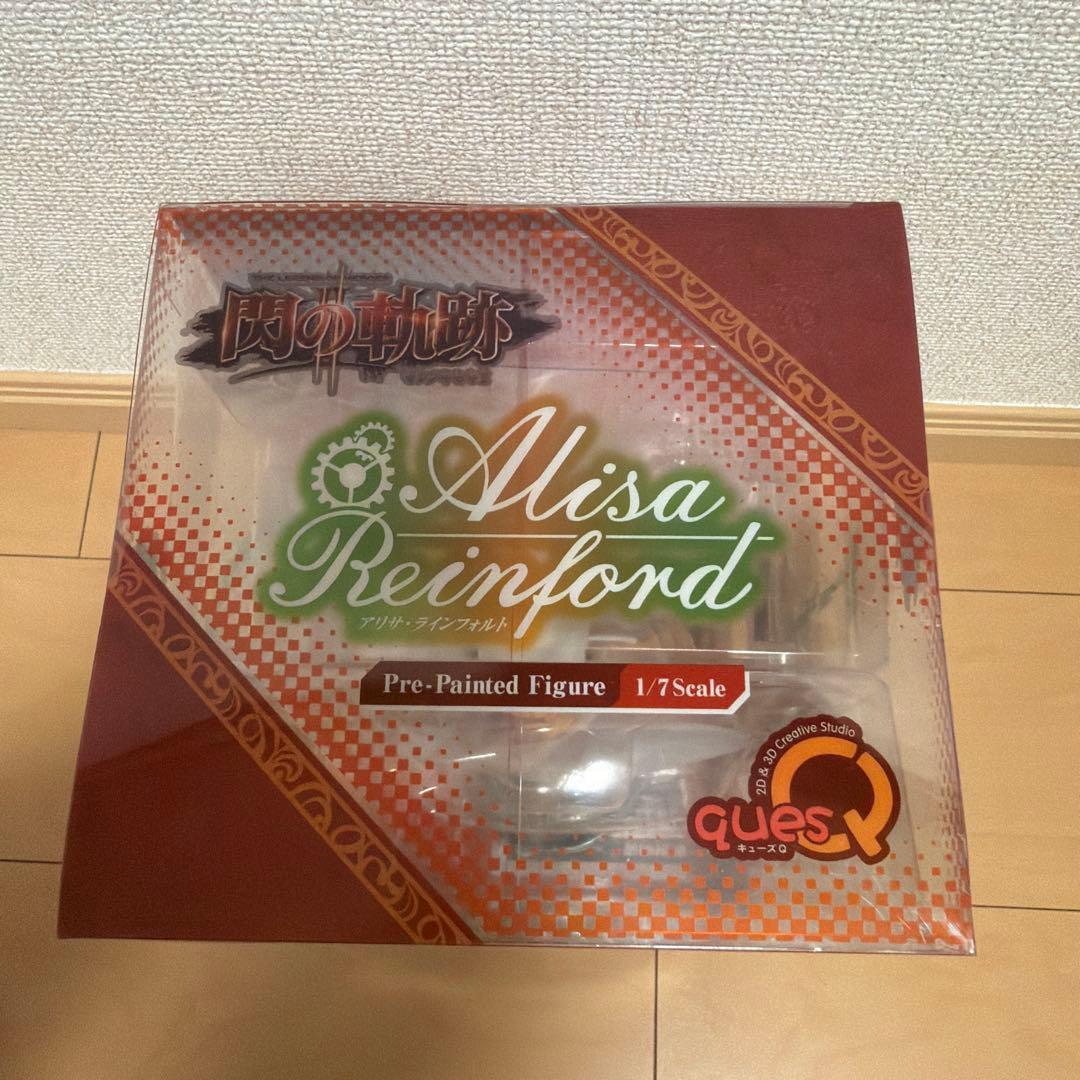 閃の軌跡
Alisa
Reinford
アリサ・ラインフォルト
Pre-Painted Figure 1/7 Scale
2D & 3D Creative Studio
quesQ
キューズQ